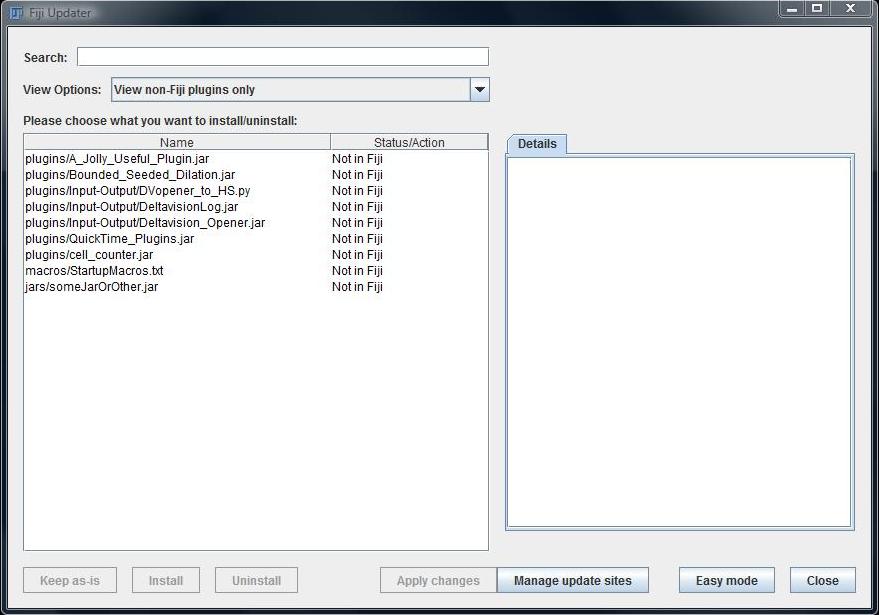 Fiji Updater
Search:
View Options: View non-Fiji plugins only
Please choose what you want to install/uninstall:
Name Status/Action
plugins/A_Jolly_Useful_Plugin.jar Not in Fiji
plugins/Bounded_Seeded_Dilation.jar Not in Fiji
plugins/Input-Output/DVopener_to_HS.py Not in Fiji
plugins/Input-Output/DeltavisionLog.jar Not in Fiji
plugins/Input-Output/Deltavision_Opener.jar Not in Fiji
plugins/QuickTime_Plugins.jar Not in Fiji
plugins/cell_counter.jar Not in Fiji
macros/StartupMacros.txt Not in Fiji
jars/someJarOrOther.jar Not in Fiji
Details
Keep as-is Install Uninstall Apply changes Manage update sites Easy mode Close